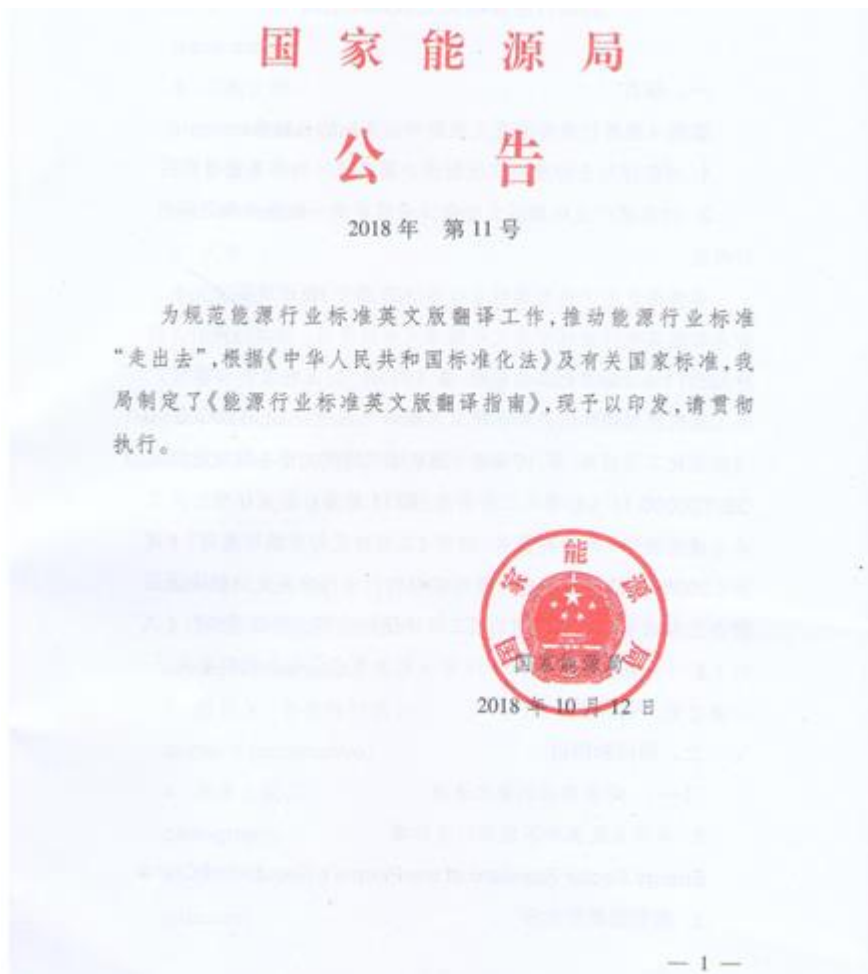 国家能源局
公告
2018年 第11号
为规范能源行业标准英文版翻译工作,推动能源行业标准
“走出去”,根据《中华人民共和国标准化法》及有关国家标准,我
局制定了《能源行业标准英文版翻译指南》,现予以印发,请贯彻
执行。
国家能源局
国家能源局
2018年10月12日
— 1 —